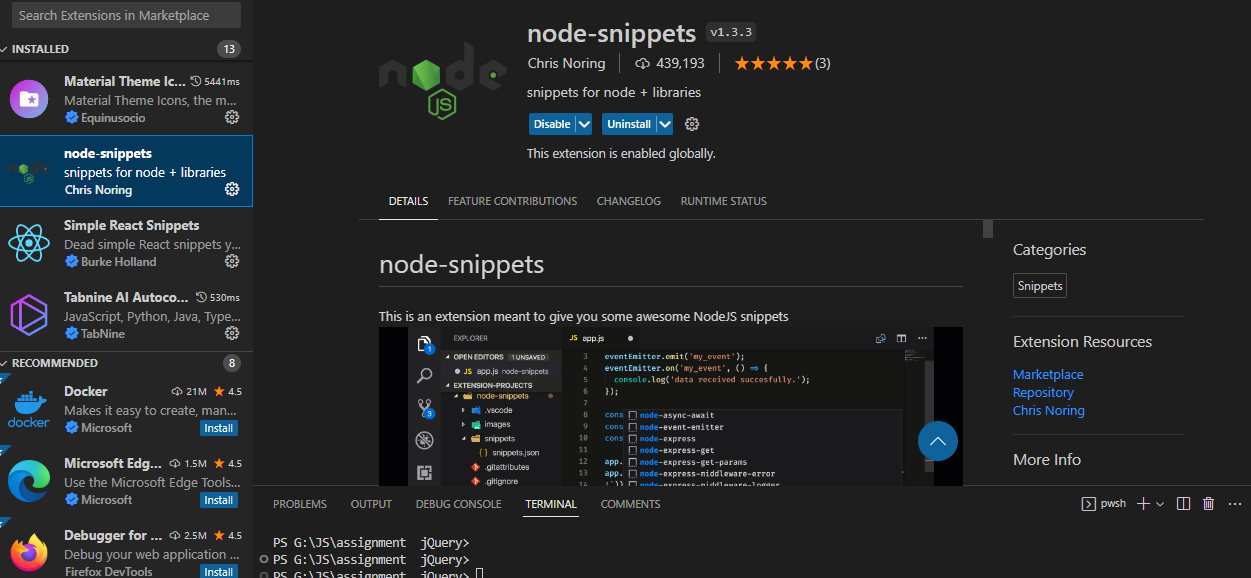 Search Extensions in Marketplace
INSTALLED 13
Material Theme Ic... 5441ms
Material Theme Icons, the m...
Equinusocio
node-snippets
snippets for node + libraries
Chris Noring
Simple React Snippets
Dead simple React snippets y...
Burke Holland
Tabnine AI Autoco... 530ms
JavaScript, Python, Java, Type...
TabNine
RECOMMENDED 8
docker
Docker 21M 4.5
Makes it easy to create, man...
Microsoft Install
Microsoft Edg... 1.5M 4.5
Use the Microsoft Edge Tools...
Microsoft Install
Debugger for ... 2.5M 4.5
Debug your web application ...
Firefox DevTools Install
node
JS
node-snippets v1.3.3
Chris Noring 439,193 (3)
snippets for node + libraries
Disable Uninstall
This extension is enabled globally.
DETAILS FEATURE CONTRIBUTIONS CHANGELOG RUNTIME STATUS
node-snippets
This is an extension meant to give you some awesome NodeJS snippets
EXPLORER
OPEN EDITORS 1 UNSAVED
JS app.js node-snippets
EXTENSION-PROJECTS
node-snippets
.vscode
images
snippets
{ } snippets.json
.gitattributes
.gitignore
1
3
JS app.js
3 eventEmitter.emit('my_event');
4 eventEmitter.on('my_event', () => {
5 console.log('data received succesfully.');
6 });
7
8 cons node-async-await
9 cons node-event-emitter
10 cons node-express
11 node-express-get
12 app. node-express-get-params
13 app. node-express-middleware-error
14 node-express-middleware-logger
Categories
Snippets
Extension Resources
Marketplace
Repository
Chris Noring
More Info
PROBLEMS OUTPUT DEBUG CONSOLE TERMINAL COMMENTS pwsh
PS G:\JS\assignment  jQuery>
PS G:\JS\assignment  jQuery>
PS G:\JS\assignment  jQuery>